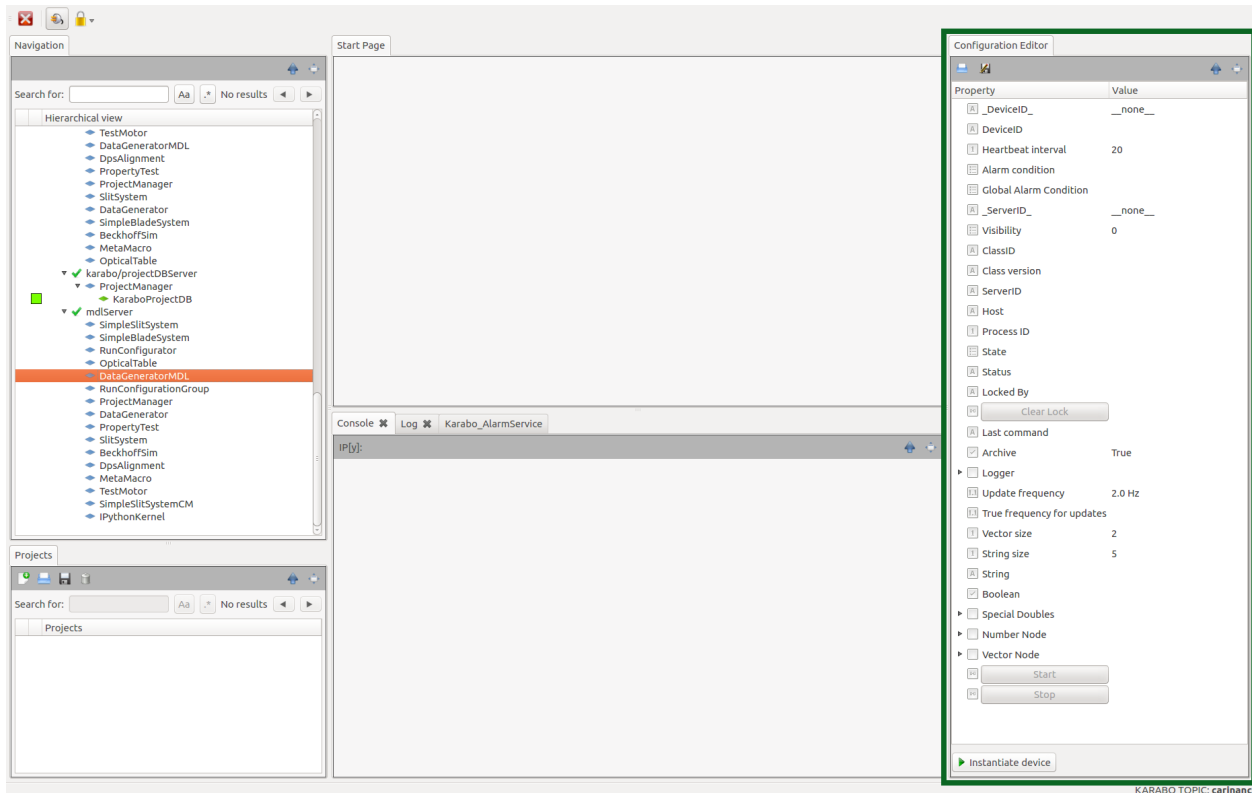 Navigation
Search for:
Aa
.*
No results
Hierarchical view
TestMotor
DataGeneratorMDL
DpsAlignment
PropertyTest
ProjectManager
SlitSystem
DataGenerator
SimpleBladeSystem
BeckhoffSim
MetaMacro
OpticalTable
karabo/projectDBServer
ProjectManager
KaraboProjectDB
mdlServer
SimpleSlitSystem
SimpleBladeSystem
RunConfigurator
OpticalTable
DataGeneratorMDL
RunConfigurationGroup
ProjectManager
DataGenerator
PropertyTest
SlitSystem
BeckhoffSim
DpsAlignment
MetaMacro
TestMotor
SimpleSlitSystemCM
IPythonKernel
Projects
Search for:
Aa
.*
No results
Projects
Start Page
Console
Log
Karabo_AlarmService
IP[y]:
Configuration Editor
Property Value
_DeviceID_ __none__
DeviceID
Heartbeat interval 20
Alarm condition
Global Alarm Condition
_ServerID_ __none__
Visibility 0
ClassID
Class version
ServerID
Host
Process ID
State
Status
Locked By
Clear Lock
Last command
Archive True
Logger
Update frequency 2.0 Hz
True frequency for updates
Vector size 2
String size 5
String
Boolean
Special Doubles
Number Node
Vector Node
Start
Stop
Instantiate device
KARABO TOPIC: carinanc